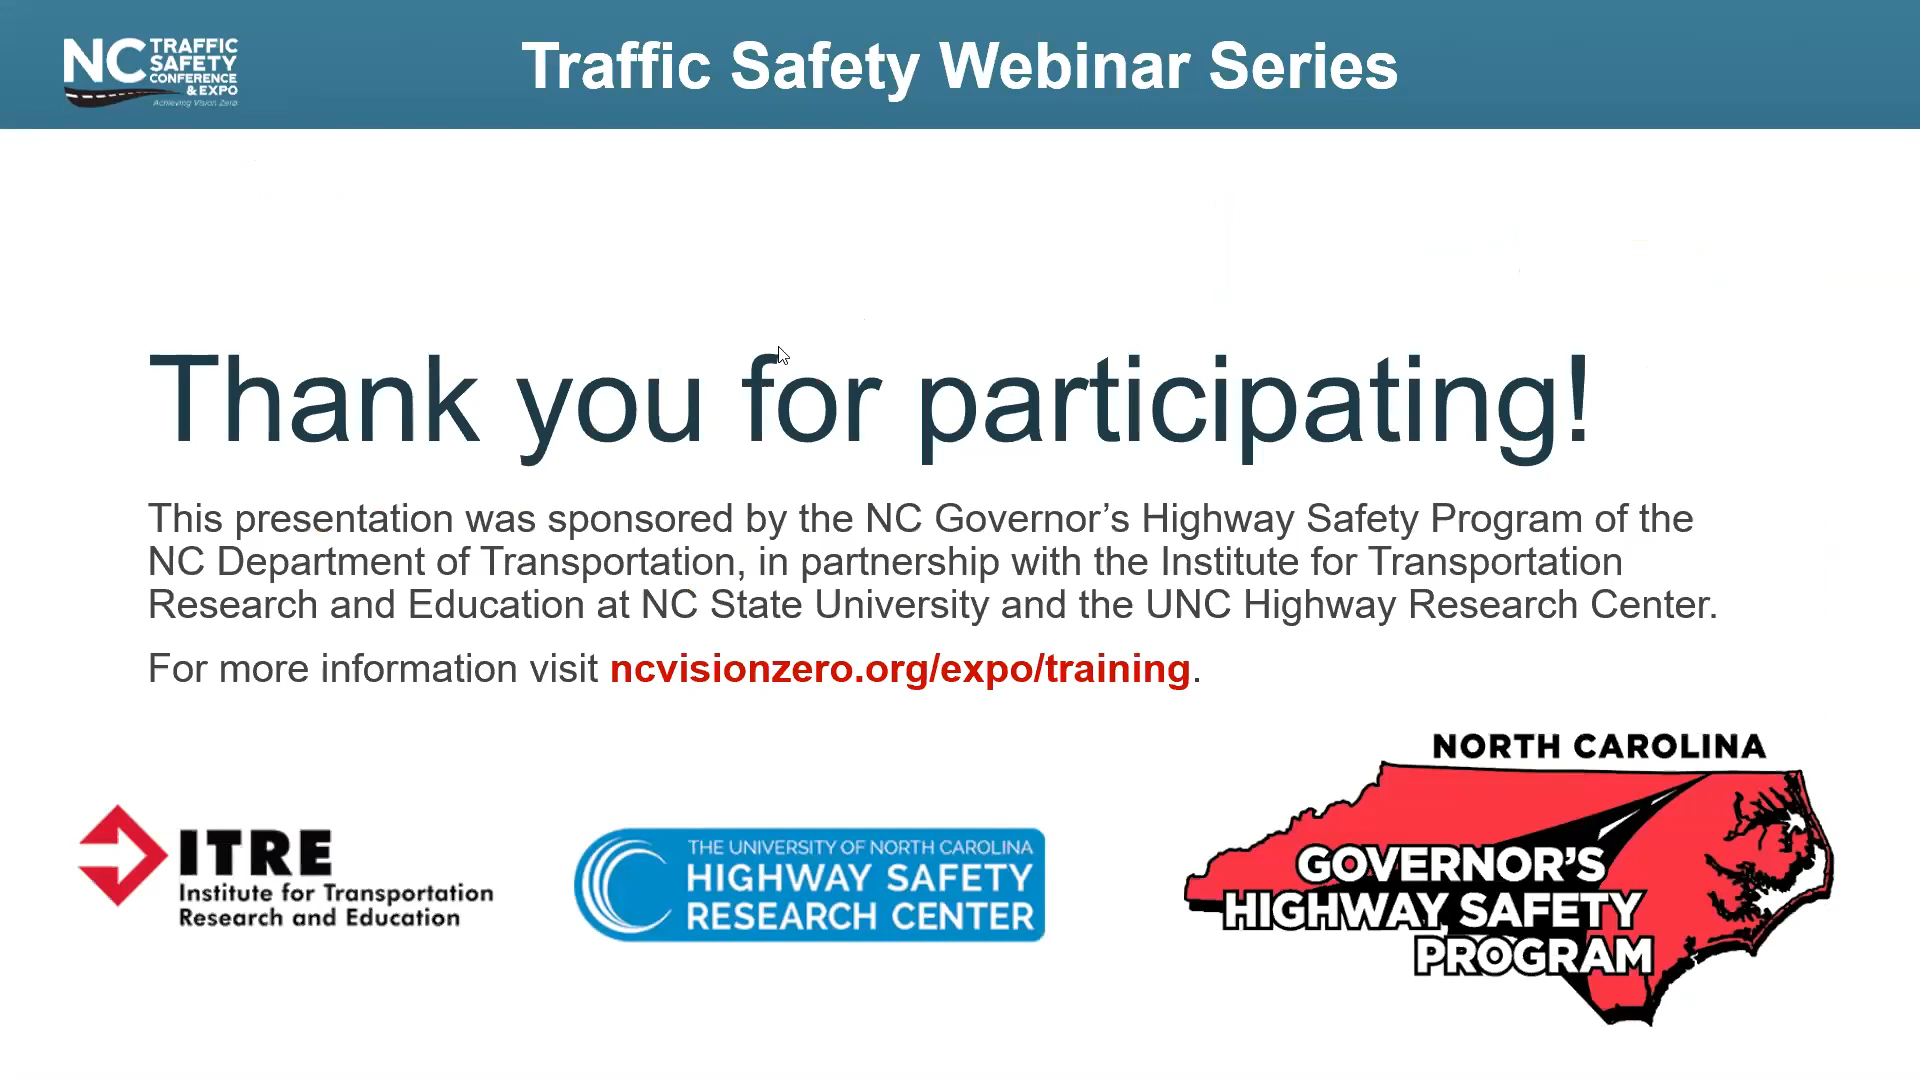 NC TRAFFIC
SAFETY
CONFERENCE
& EXPO
Achieving Vision Zero
Traffic Safety Webinar Series
Thank you for participating!
This presentation was sponsored by the NC Governor’s Highway Safety Program of the
NC Department of Transportation, in partnership with the Institute for Transportation
Research and Education at NC State University and the UNC Highway Research Center.
For more information visit ncvisionzero.org/expo/training.
ITRE
Institute for Transportation
Research and Education
THE UNIVERSITY OF NORTH CAROLINA
HIGHWAY SAFETY
RESEARCH CENTER
NORTH CAROLINA
GOVERNOR’S
HIGHWAY SAFETY
PROGRAM